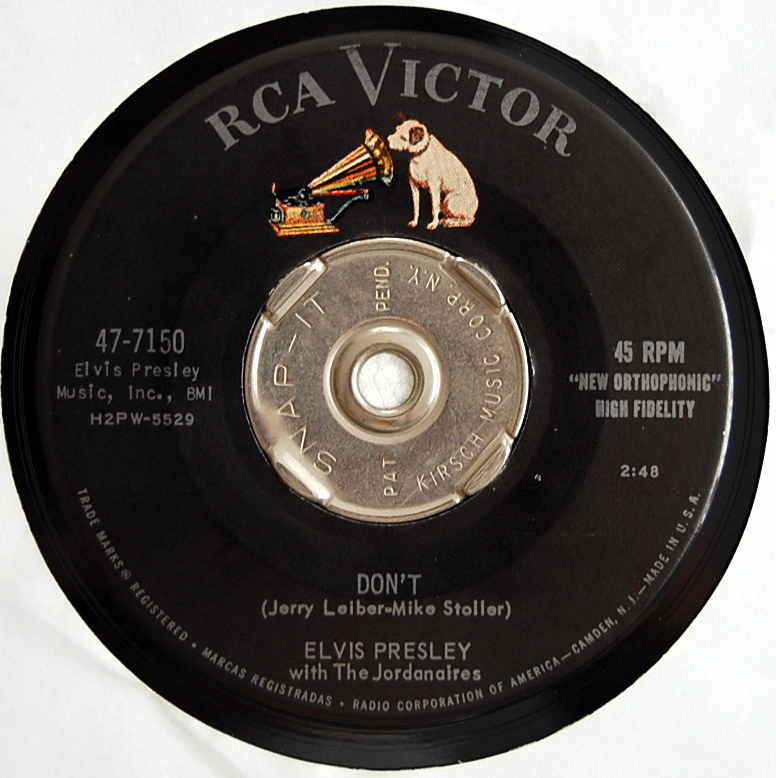 RCA VICTOR
SNAP-IT
PAT PEND.
KIRSCH MUSIC CORP. N.Y.
47-7150
Elvis Presley
Music, Inc., BMI
H2PW-5529
45 RPM
"NEW ORTHOPHONIC"
HIGH FIDELITY
2:48
DON'T
(Jerry Leiber-Mike Stoller)
ELVIS PRESLEY
with The Jordanaires
TRADE MARKS ® REGISTERED • MARCAS REGISTRADAS • RADIO CORPORATION OF AMERICA—CAMDEN, N.J.—MADE IN U.S.A.